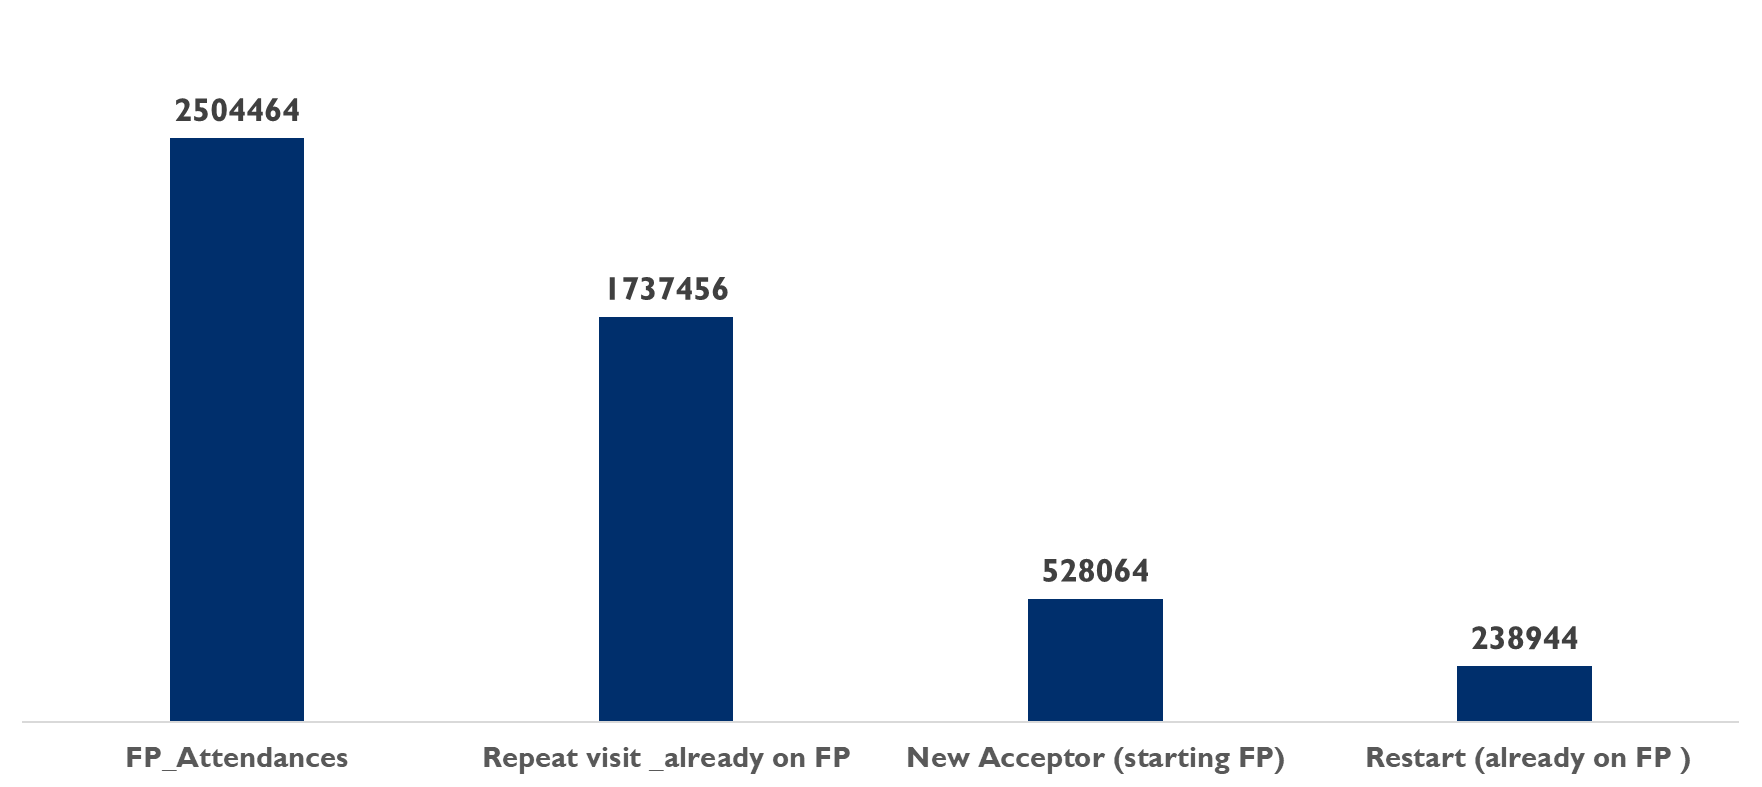 2504464
1737456
528064
238944
FP_Attendances
Repeat visit _already on FP
New Acceptor (starting FP)
Restart (already on FP )